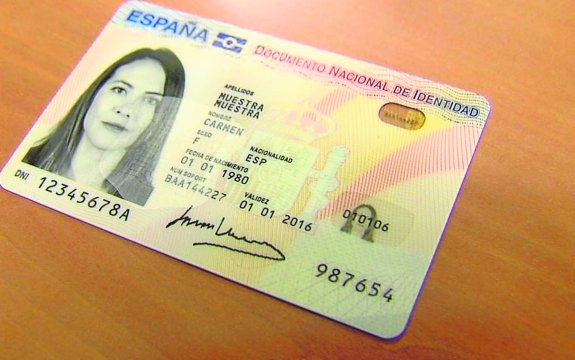 ESPAÑA
DOCUMENTO NACIONAL DE IDENTIDAD
APELLIDOS
MUESTRA
MUESTRA
NOMBRE
CARMEN
SEXO
F
NACIONALIDAD
ESP
FECHA DE NACIMIENTO
01 01 1980
NUM SOPORT
BAA144227
VALIDEZ
01 01 2016
010106
DNI 12345678A
987654